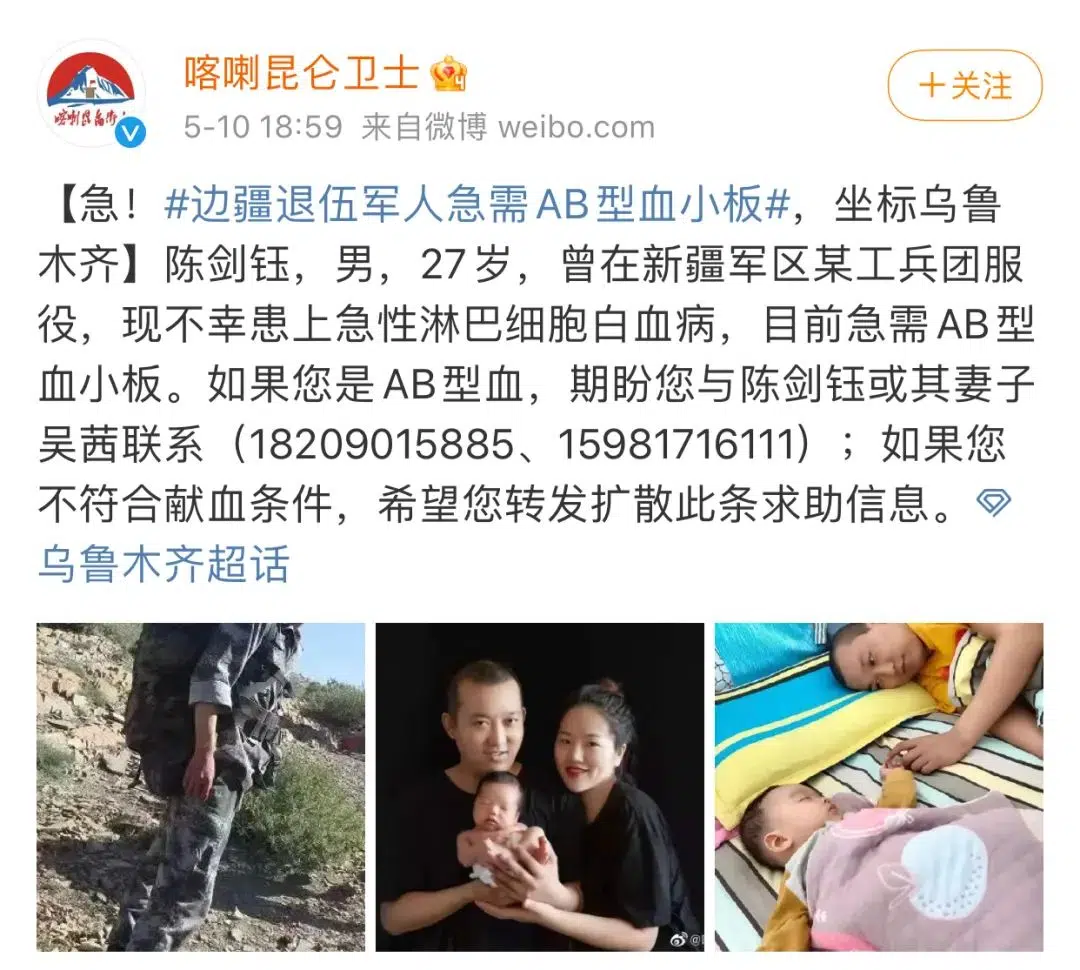 喀喇昆仑卫士
5-10 18:59 来自微博 weibo.com
+关注
【急！#边疆退伍军人急需AB型血小板#，坐标乌鲁
木齐】陈剑钰，男，27岁，曾在新疆军区某工兵团服
役，现不幸患上急性淋巴细胞白血病，目前急需AB型
血小板。如果您是AB型血，期盼您与陈剑钰或其妻子
吴茜联系（18209015885、15981716111）；如果您
不符合献血条件，希望您转发扩散此条求助信息。
乌鲁木齐超话